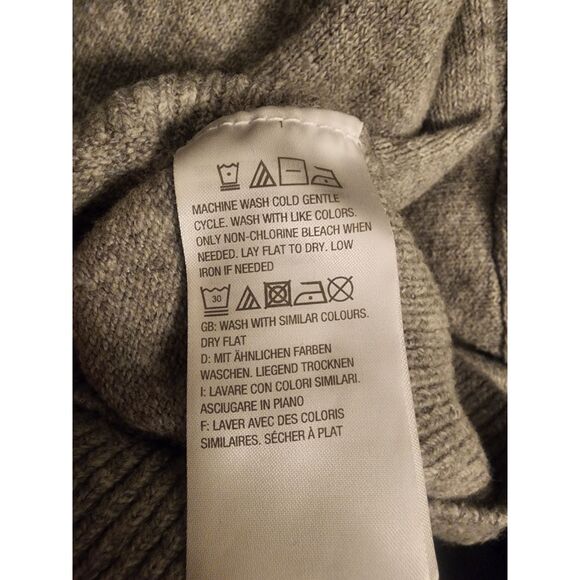 MACHINE WASH COLD GENTLE
CYCLE. WASH WITH LIKE COLORS.
ONLY NON-CHLORINE BLEACH WHEN
NEEDED. LAY FLAT TO DRY. LOW
IRON IF NEEDED
30
GB: WASH WITH SIMILAR COLOURS.
DRY FLAT
D: MIT ÄHNLICHEN FARBEN
WASCHEN. LIEGEND TROCKNEN
I: LAVARE CON COLORI SIMILARI.
ASCIUGARE IN PIANO
F: LAVER AVEC DES COLORIS
SIMILAIRES. SÉCHER À PLAT